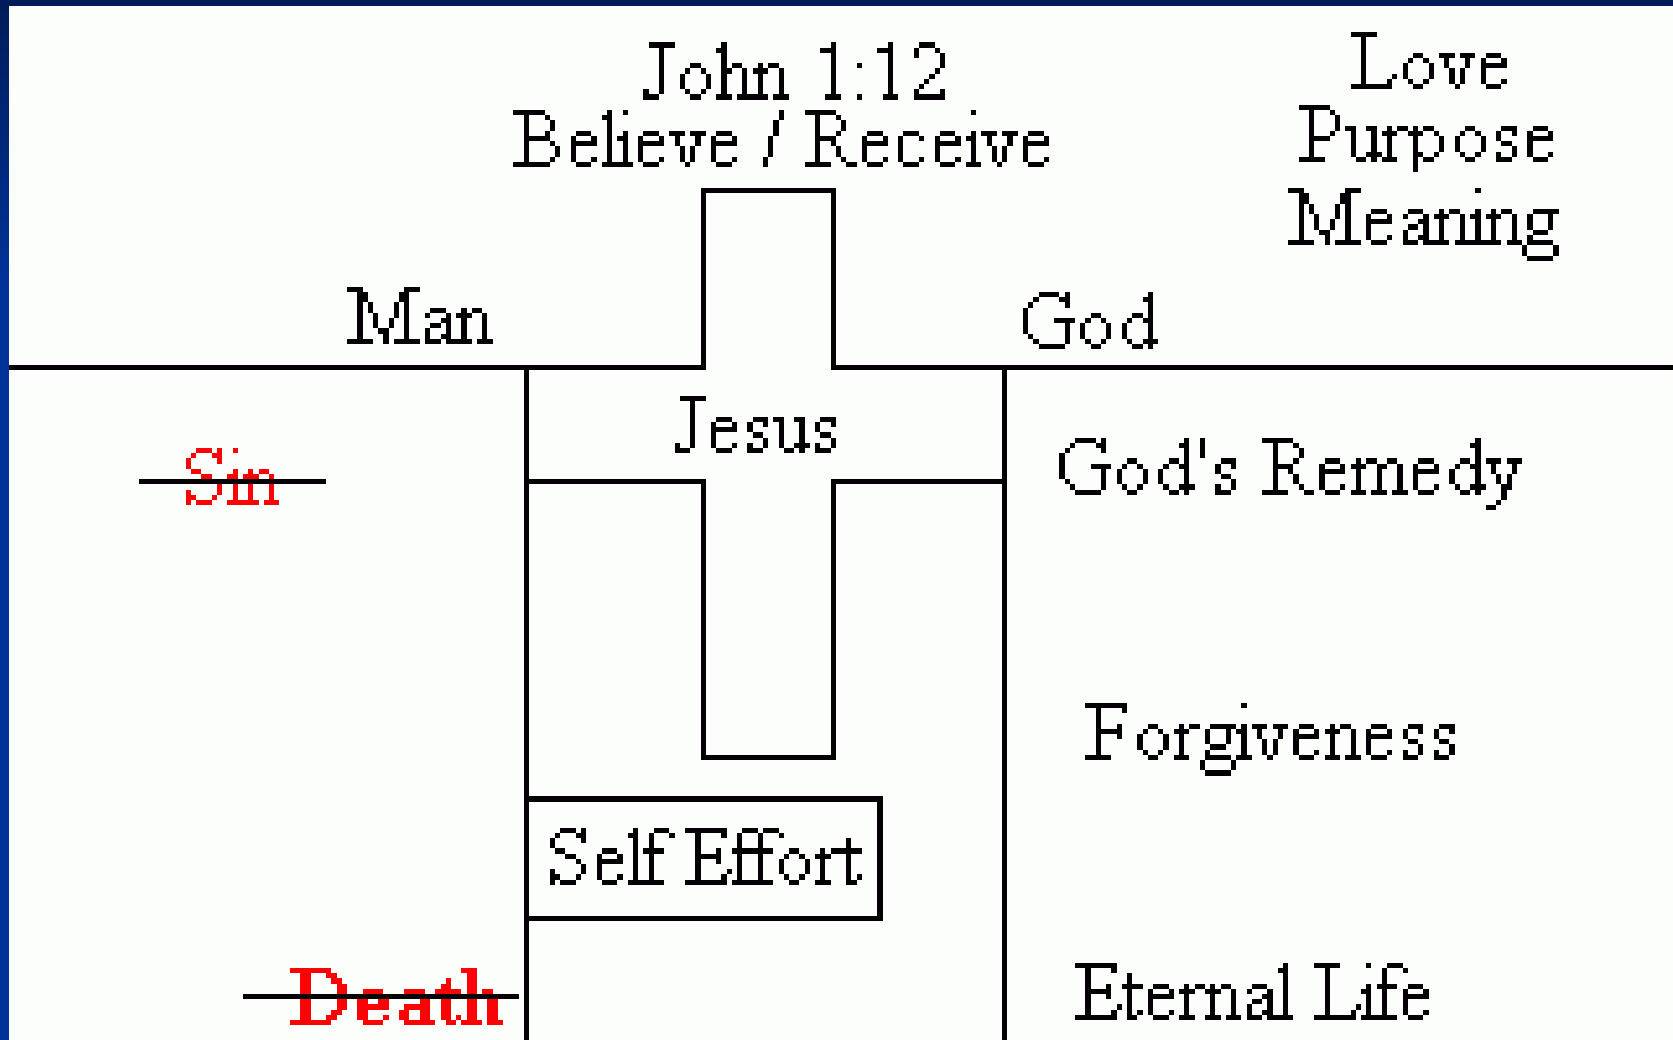 John 1:12
Believe / Receive
Love
Purpose
Meaning
Man
God
Jesus
Sin
God's Remedy
Forgiveness
Self Effort
Death
Eternal Life